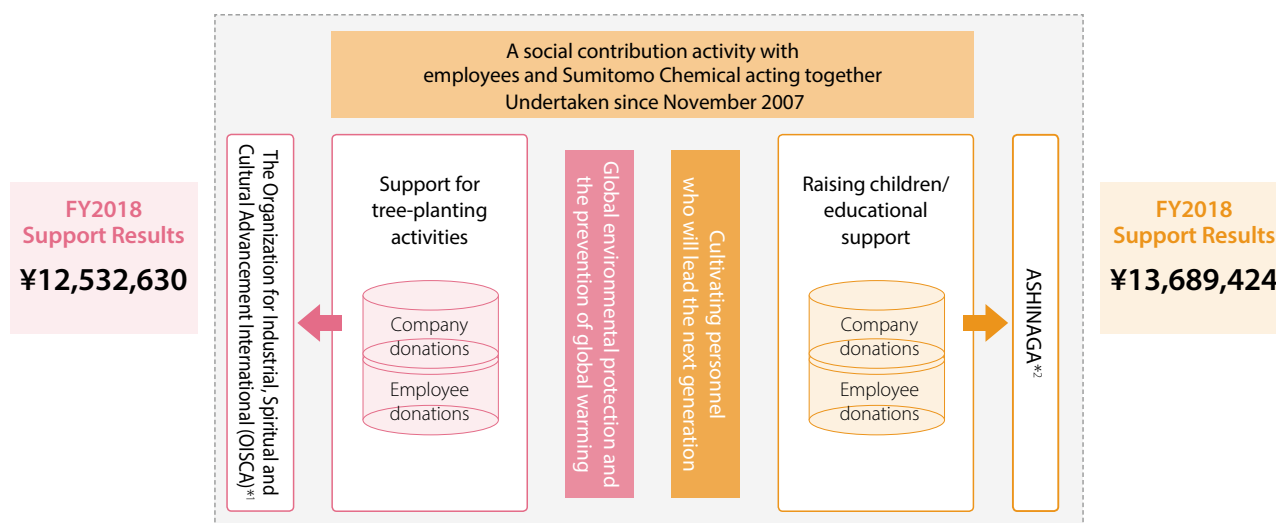 A social contribution activity with
employees and Sumitomo Chemical acting together
Undertaken since November 2007
FY2018
Support Results
¥12,532,630
The Organization for Industrial, Spiritual and
Cultural Advancement International (OISCA)*1
Support for
tree-planting
activities
Company
donations
Employee
donations
Global environmental protection and
the prevention of global warming
Cultivating personnel
who will lead the next generation
Raising children/
educational
support
Company
donations
Employee
donations
ASHINAGA*2
FY2018
Support Results
¥13,689,424